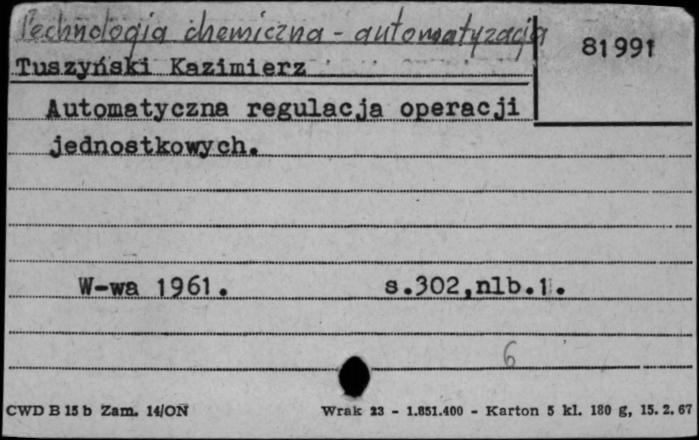 Technologia chemiczna - automatyzacja
81991
Tuszyński Kazimierz
Automatyczna regulacja operacji
jednostkowych.
W-wa 1961. s.302,nlb.1.
6
CWD B 15 b Zam. 14/ON Wrak 23 - 1.851.400 - Karton 5 kl. 180 g, 15. 2. 67